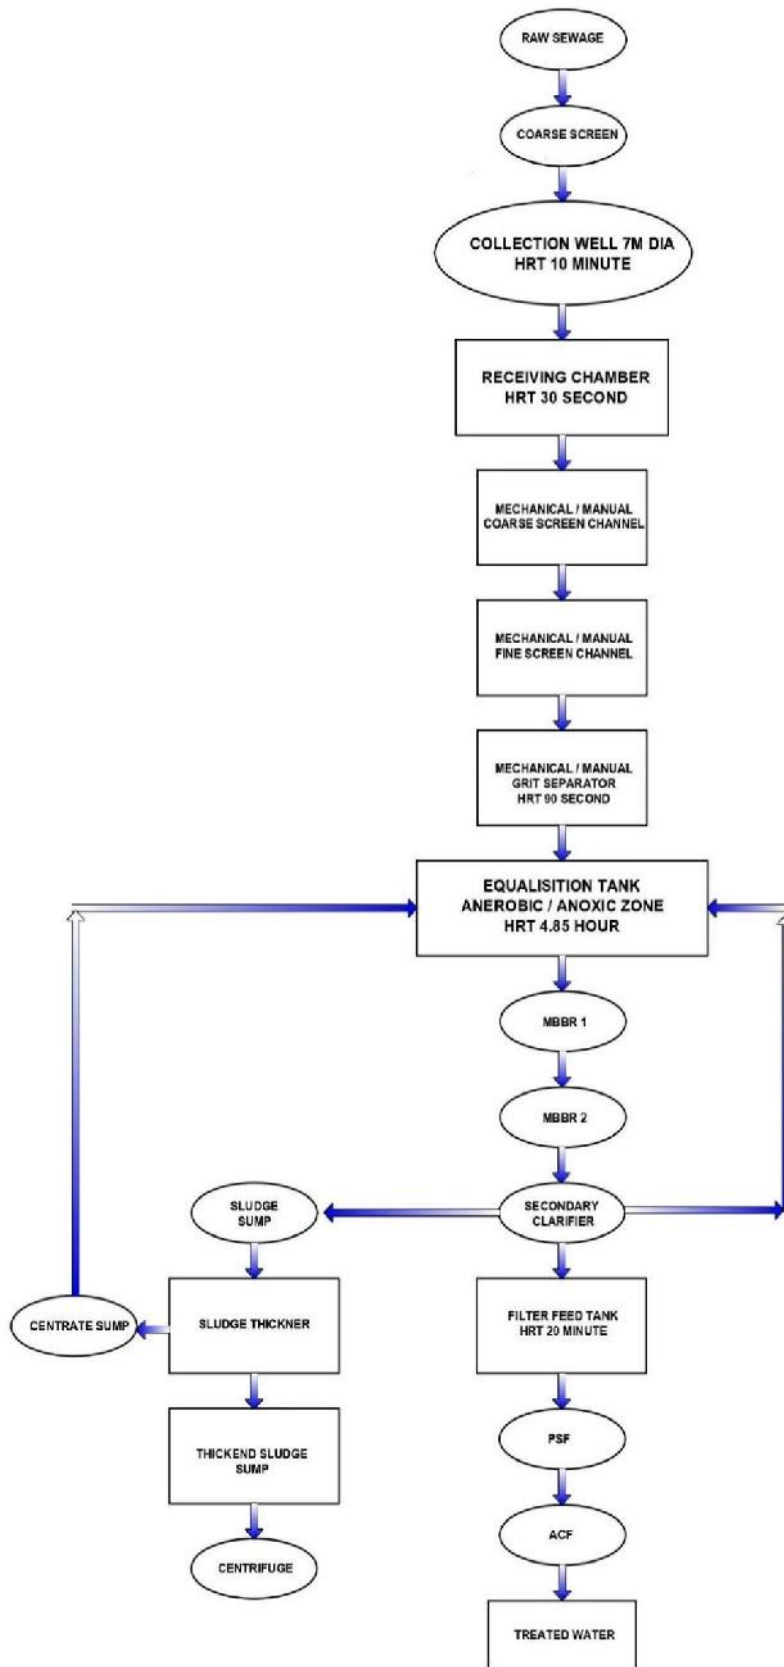 RAW SEWAGE
COARSE SCREEN
COLLECTION WELL 7M DIA
HRT 10 MINUTE
RECEIVING CHAMBER
HRT 30 SECOND
MECHANICAL / MANUAL
COARSE SCREEN CHANNEL
MECHANICAL / MANUAL
FINE SCREEN CHANNEL
MECHANICAL / MANUAL
GRIT SEPARATOR
HRT 90 SECOND
EQUALISITION TANK
ANEROBIC / ANOXIC ZONE
HRT 4.85 HOUR
MBBR 1
MBBR 2
SLUDGE
SUMP
SECONDARY
CLARIFIER
CENTRATE SUMP
SLUDGE THICKNER
FILTER FEED TANK
HRT 20 MINUTE
THICKEND SLUDGE
SUMP
PSF
CENTRIFUGE
ACF
TREATED WATER